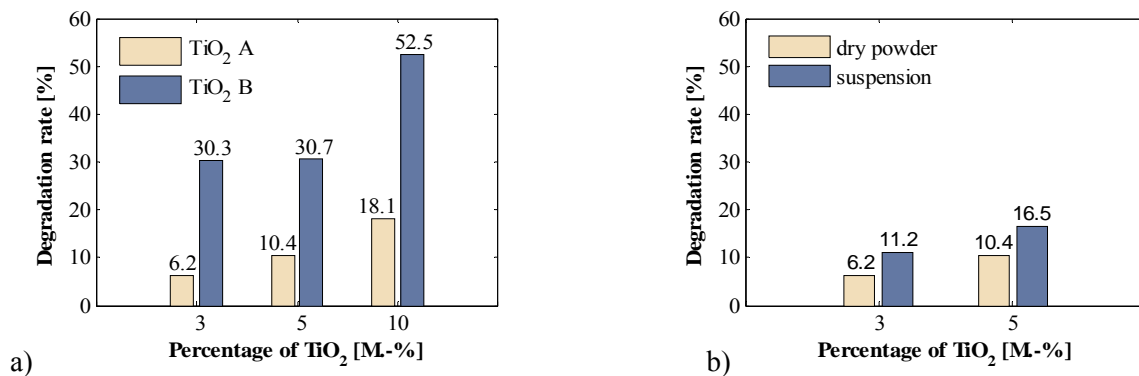 60
50
40
30
20
10
0
Degradation rate [%]
TiO₂ A
TiO₂ B
6.2
30.3
10.4
30.7
18.1
52.5
3 5 10
Percentage of TiO₂ [M.-%]
a)
60
50
40
30
20
10
0
Degradation rate [%]
dry powder
suspension
6.2
11.2
10.4
16.5
3 5
Percentage of TiO₂ [M.-%]
b)